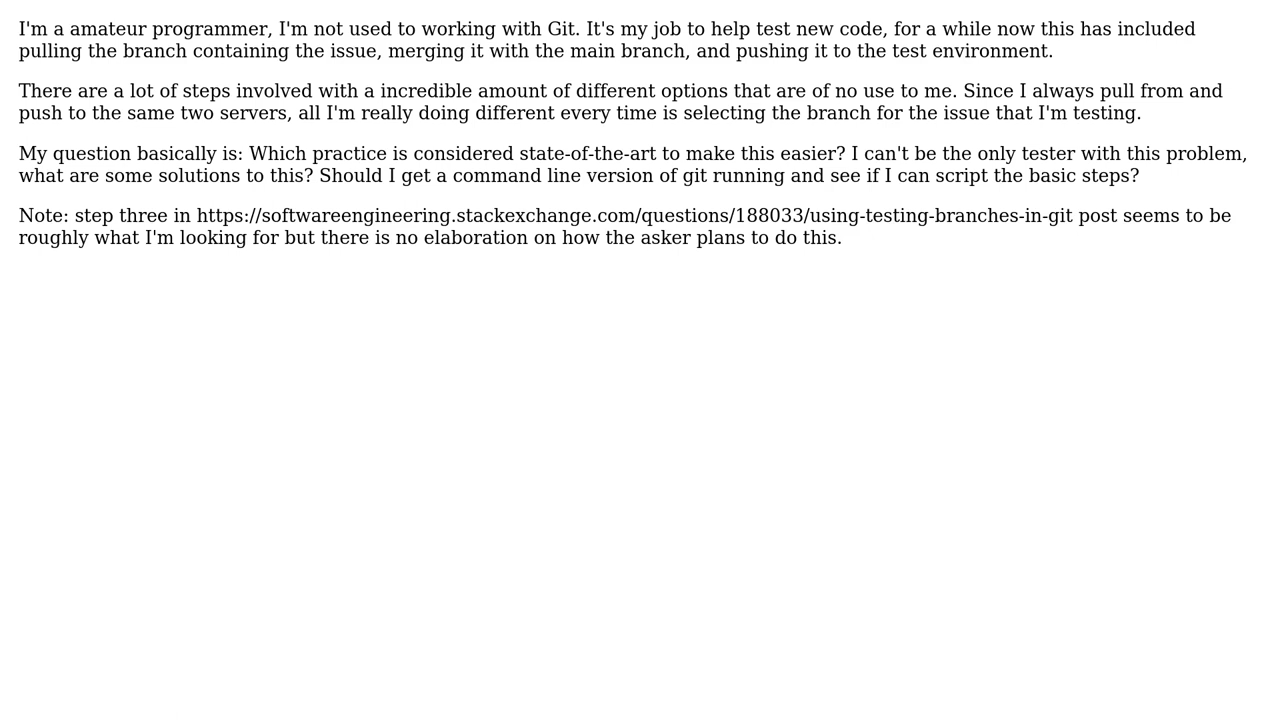 I'm a amateur programmer, I'm not used to working with Git. It's my job to help test new code, for a while now this has included
pulling the branch containing the issue, merging it with the main branch, and pushing it to the test environment.
There are a lot of steps involved with a incredible amount of different options that are of no use to me. Since I always pull from and
push to the same two servers, all I'm really doing different every time is selecting the branch for the issue that I'm testing.
My question basically is: Which practice is considered state-of-the-art to make this easier? I can't be the only tester with this problem,
what are some solutions to this? Should I get a command line version of git running and see if I can script the basic steps?
Note: step three in https://softwareengineering.stackexchange.com/questions/188033/using-testing-branches-in-git post seems to be
roughly what I'm looking for but there is no elaboration on how the asker plans to do this.